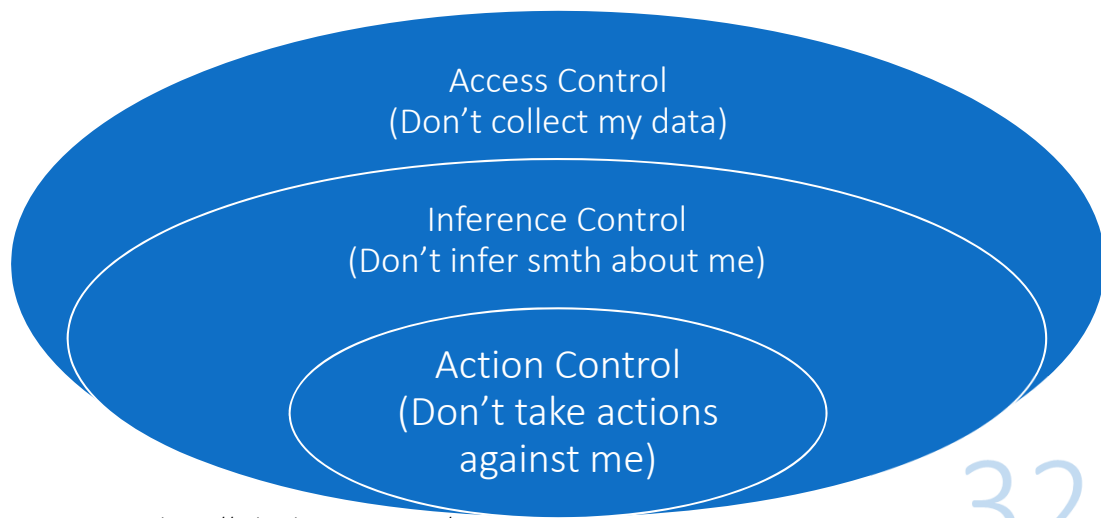 Access Control
(Don't collect my data)
Inference Control
(Don't infer smth about me)
Action Control
(Don't take actions
against me)
32